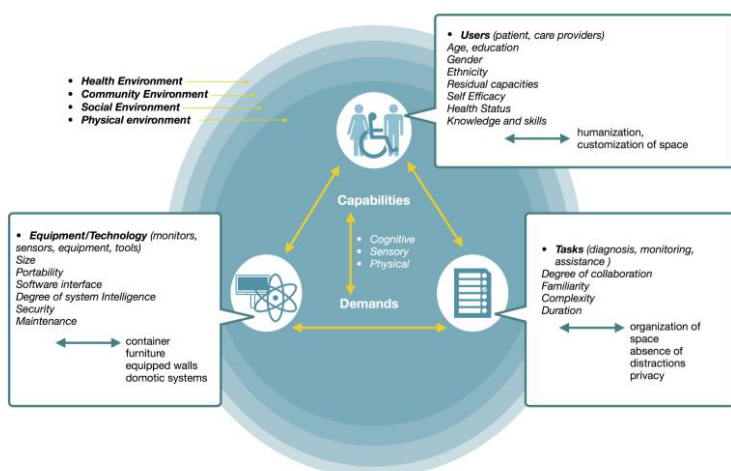 • Users (patient, care providers)
Age, education
Gender
Ethnicity
Residual capacities
Self Efficacy
Health Status
Knowledge and skills
humanization,
customization of space
• Health Environment
• Community Environment
• Social Environment
• Physical environment
Capabilities
• Cognitive
• Sensory
• Physical
Demands
• Equipment/Technology (monitors,
sensors, equipment, tools)
Size
Portability
Software interface
Degree of system Intelligence
Security
Maintenance
container
furniture
equipped walls
domotic systems
• Tasks (diagnosis, monitoring,
assistance )
Degree of collaboration
Familiarity
Complexity
Duration
organization of
space
absence of
distractions
privacy